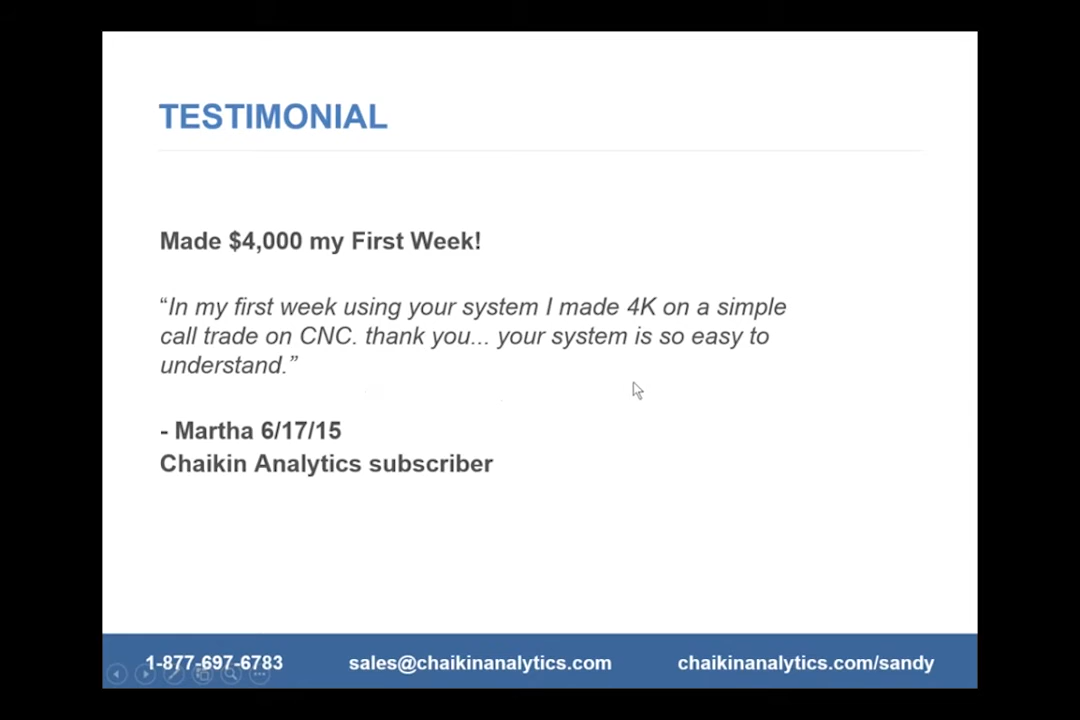 TESTIMONIAL
Made $4,000 my First Week!
“In my first week using your system I made 4K on a simple
call trade on CNC. thank you... your system is so easy to
understand.”
- Martha 6/17/15
Chaikin Analytics subscriber
1-877-697-6783 sales@chaikinanalytics.com chaikinanalytics.com/sandy